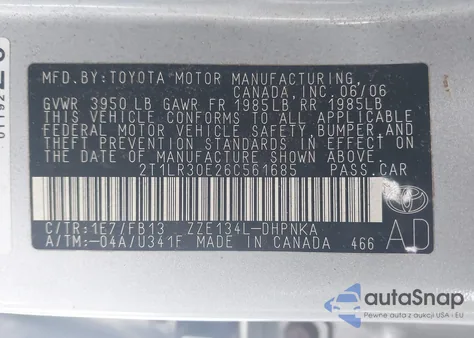 MFD.BY: TOYOTA MOTOR MANUFACTURING,
CANADA, INC. 06/06
GVWR 3950 LB GAWR FR 1985LB RR 1985LB
THIS VEHICLE CONFORMS TO ALL APPLICABLE
FEDERAL MOTOR VEHICLE SAFETY, BUMPER, AND
THEFT PREVENTION STANDARDS IN EFFECT ON
THE DATE OF MANUFACTURE SHOWN ABOVE.
2T1LR30E26C561685 PASS.CAR
C/TR: 1E7/FB13 ZZE134L-DHPNKA
A/TM: -04A/U341F MADE IN CANADA 466
AD
autoSnap
Pewne auta z aukcji USA - EU